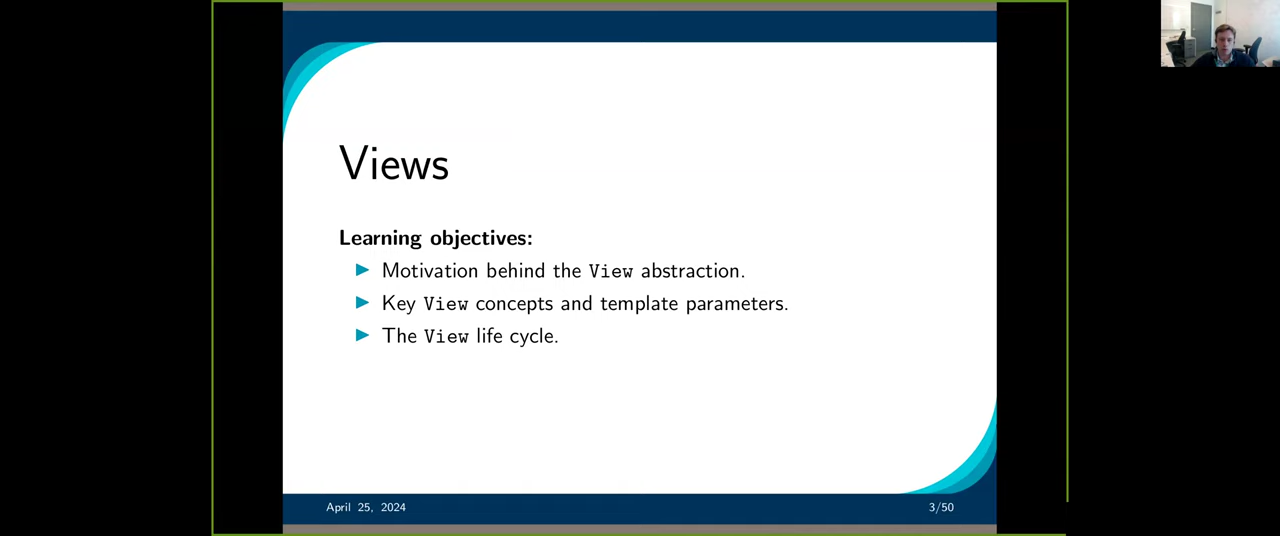 Views
Learning objectives:
Motivation behind the View abstraction.
Key View concepts and template parameters.
The View life cycle.
April 25, 2024
3/50